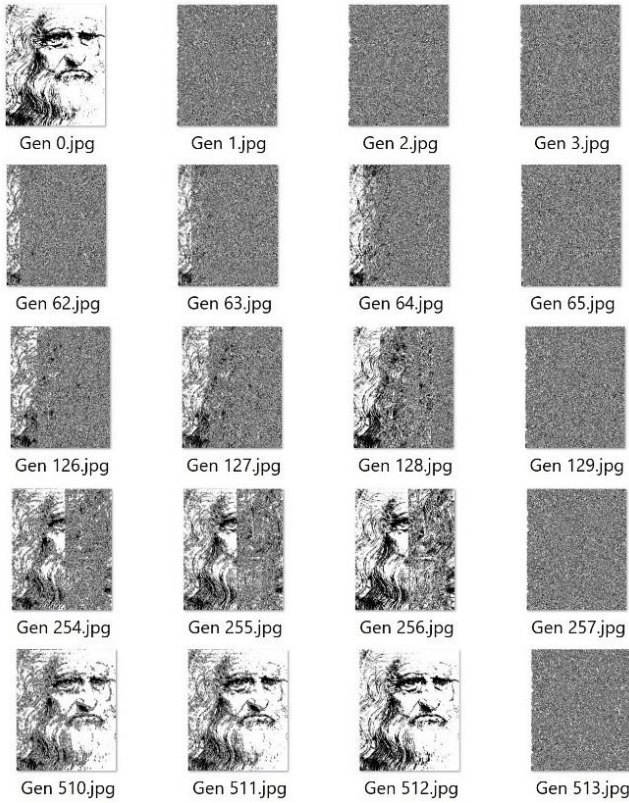 Gen 0.jpg Gen 1.jpg Gen 2.jpg Gen 3.jpg
Gen 62.jpg Gen 63.jpg Gen 64.jpg Gen 65.jpg
Gen 126.jpg Gen 127.jpg Gen 128.jpg Gen 129.jpg
Gen 254.jpg Gen 255.jpg Gen 256.jpg Gen 257.jpg
Gen 510.jpg Gen 511.jpg Gen 512.jpg Gen 513.jpg